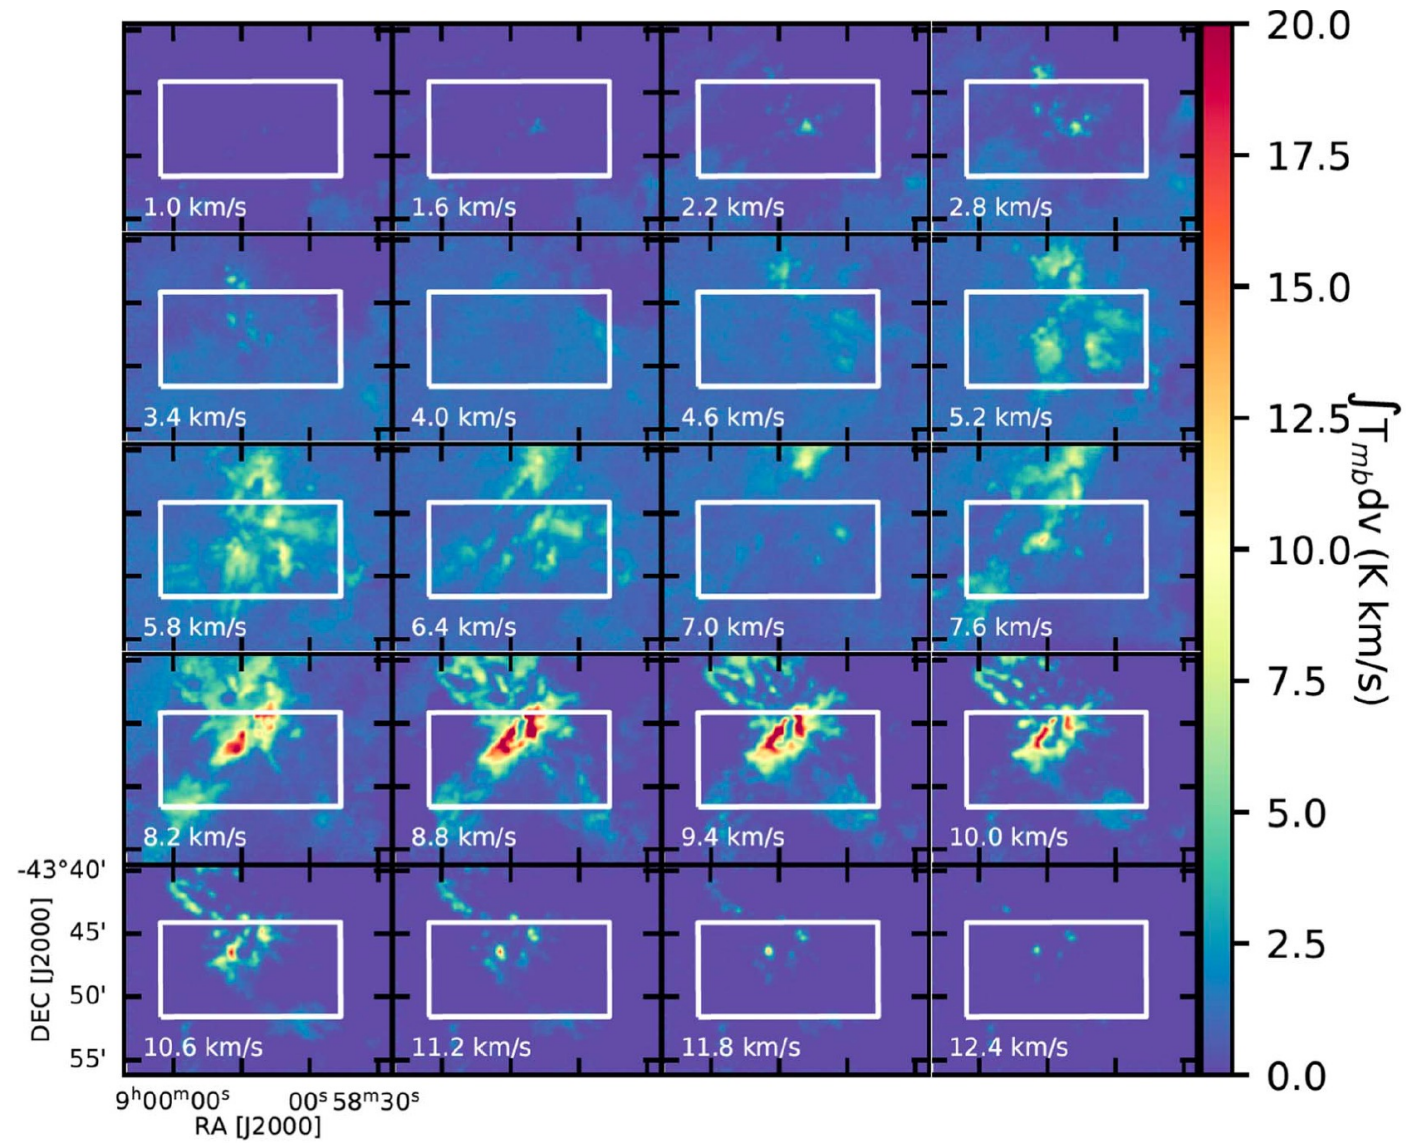 1.0 km/s 1.6 km/s 2.2 km/s 2.8 km/s
3.4 km/s 4.0 km/s 4.6 km/s 5.2 km/s
5.8 km/s 6.4 km/s 7.0 km/s 7.6 km/s
8.2 km/s 8.8 km/s 9.4 km/s 10.0 km/s
10.6 km/s 11.2 km/s 11.8 km/s 12.4 km/s
-43°40'
45'
50'
55'
DEC [J2000]
9ʰ00ᵐ00ˢ 00ˢ 58ᵐ30ˢ
RA [J2000]
20.0
17.5
15.0
12.5
10.0
7.5
5.0
2.5
0.0
∫Tᵣₘbdv (K km/s)